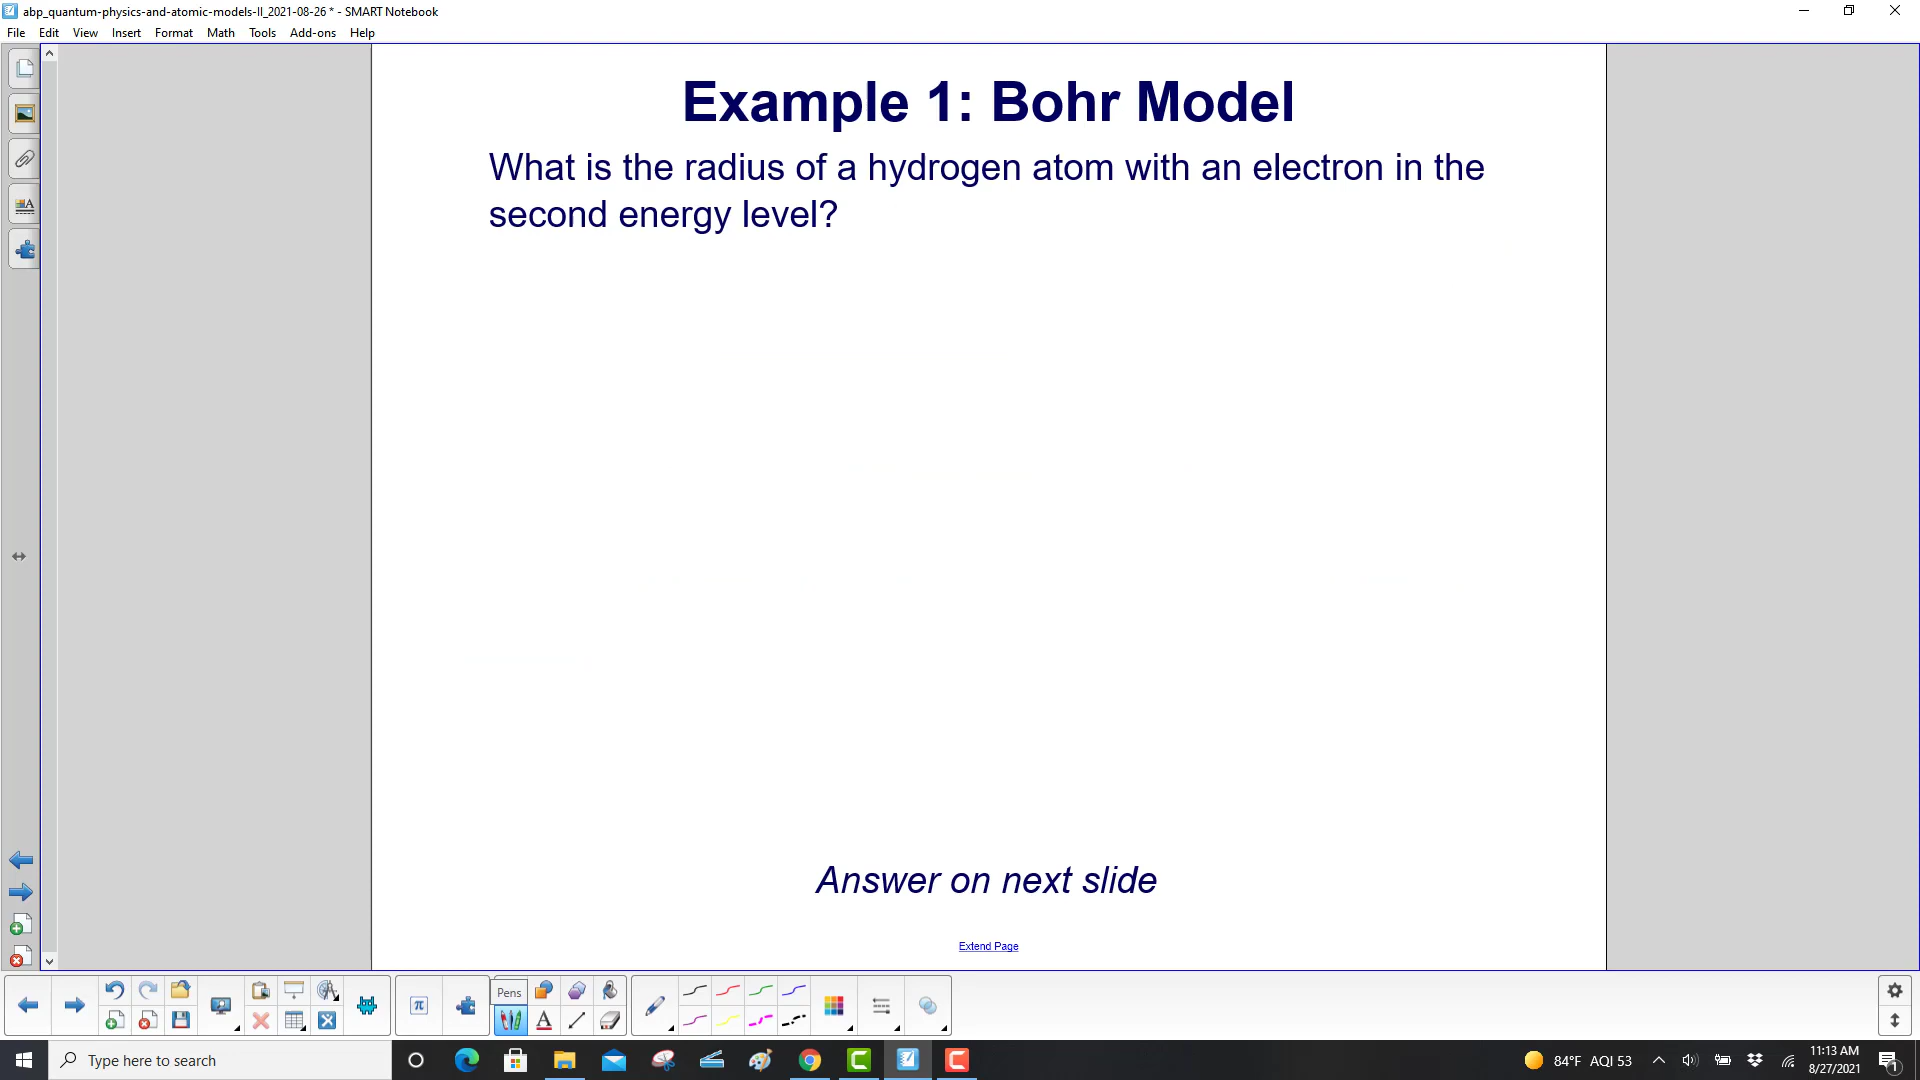 abp_quantum-physics-and-atomic-models-II_2021-08-26 * - SMART Notebook
File Edit View Insert Format Math Tools Add-ons Help
Example 1: Bohr Model
What is the radius of a hydrogen atom with an electron in the
second energy level?
Answer on next slide
Extend Page
Pens
Type here to search
84°F AQI 53
11:13 AM
8/27/2021
1